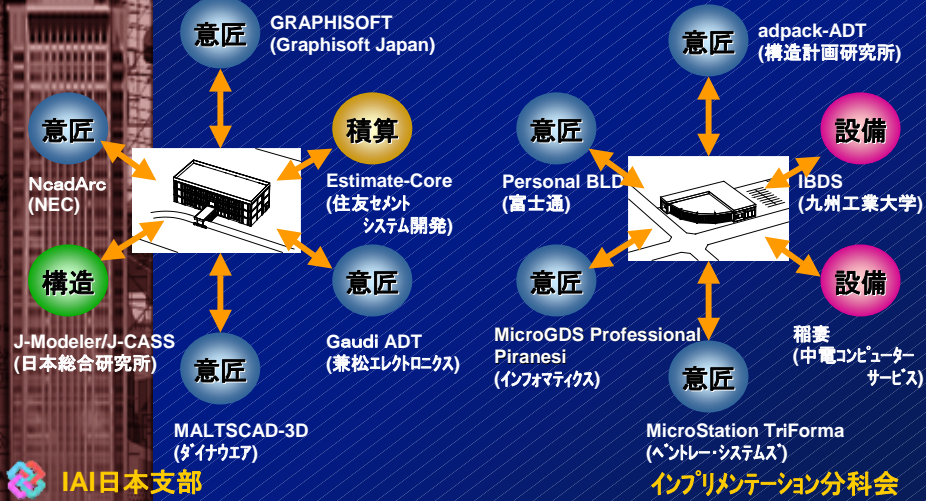 意匠
GRAPHISOFT
(Graphisoft Japan)
意匠
NcadArc
(NEC)
積算
Estimate-Core
(住友ｾﾒﾝﾄ
ｼｽﾃﾑ開発)
構造
J-Modeler/J-CASS
(日本総合研究所)
意匠
Gaudi ADT
(兼松ｴﾚｸﾄﾛﾆｸｽ)
意匠
MALTSCAD-3D
(ﾀﾞｲﾅｳｴｱ)
意匠
adpack-ADT
(構造計画研究所)
意匠
Personal BLD
(富士通)
設備
IBDS
(九州工業大学)
意匠
MicroGDS Professional
Piranesi
(ｲﾝﾌｫﾏﾃｨｸｽ)
設備
稲妻
(中電ｺﾝﾋﾟｭｰﾀｰ
ｻｰﾋﾞｽ)
意匠
MicroStation TriForma
(ﾍﾞﾝﾄﾚｰ･ｼｽﾃﾑｽﾞ)
IAI日本支部
インプリメンテーション分科会